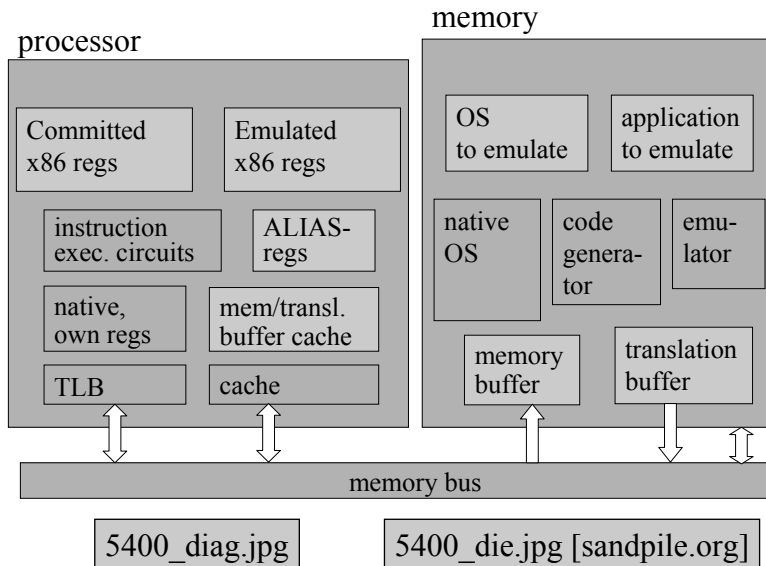 processor
memory
Committed
x86 regs
Emulated
x86 regs
OS
to emulate
application
to emulate
instruction
exec. circuits
ALIAS-
regs
native
OS
code
genera-
tor
emu-
lator
native,
own regs
mem/transl.
buffer cache
memory
buffer
translation
buffer
TLB
cache
memory bus
5400_diag.jpg
5400_die.jpg [sandpile.org]